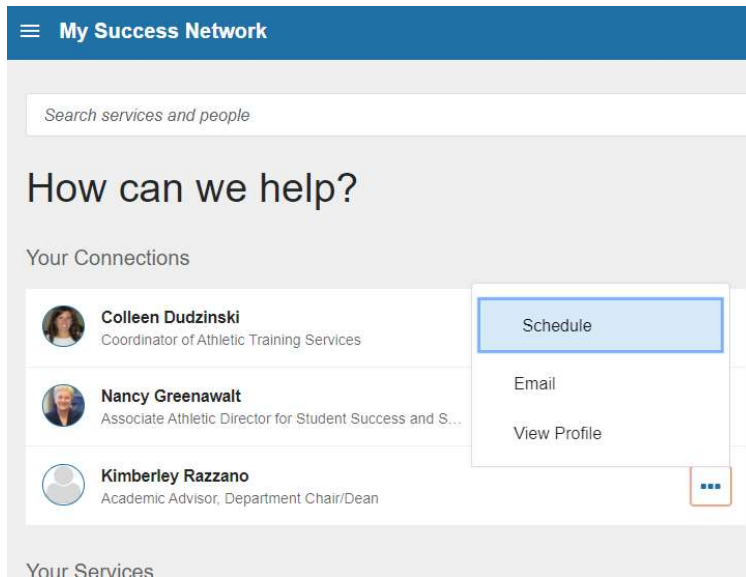 My Success Network
Search services and people
How can we help?
Your Connections
Colleen Dudzinski
Coordinator of Athletic Training Services
Nancy Greenawalt
Associate Athletic Director for Student Success and S...
Kimberley Razzano
Academic Advisor, Department Chair/Dean
Schedule
Email
View Profile
Your Services